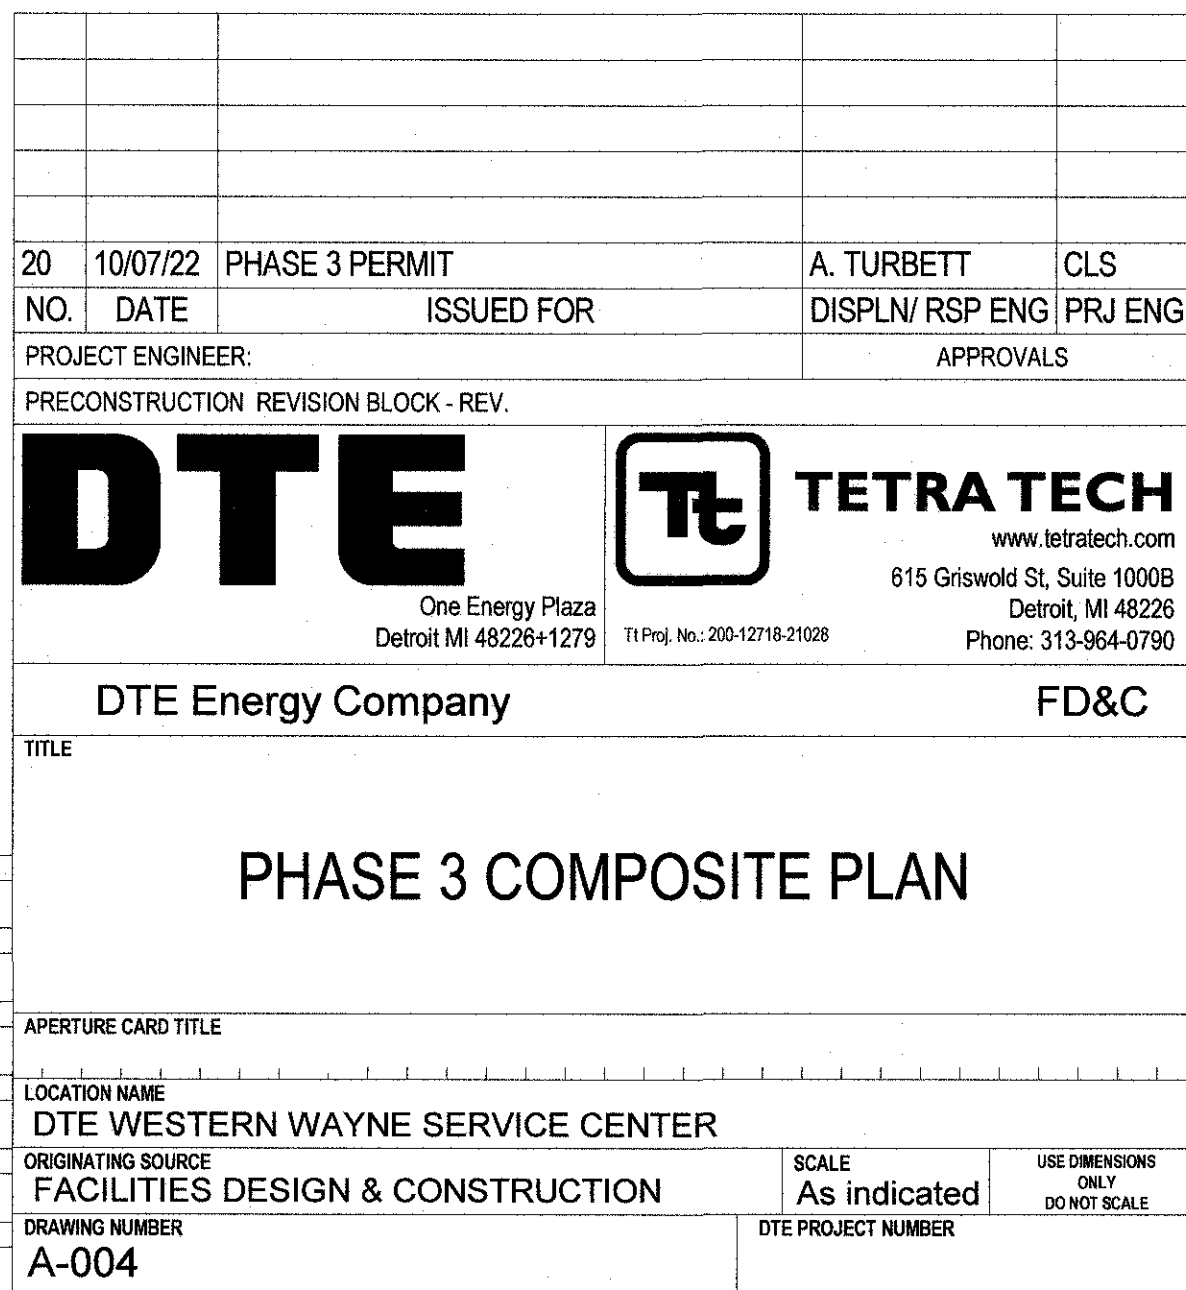 20 10/07/22 PHASE 3 PERMIT A. TURBETT CLS
NO. DATE ISSUED FOR DISPLN/ RSP ENG PRJ ENG
PROJECT ENGINEER: APPROVALS
PRECONSTRUCTION REVISION BLOCK - REV.
DTE
One Energy Plaza
Detroit MI 48226+1279
Tt
TETRA TECH
www.tetratech.com
615 Griswold St, Suite 1000B
Detroit, MI 48226
Tt Proj. No.: 200-12718-21028
Phone: 313-964-0790
DTE Energy Company FD&C
TITLE
PHASE 3 COMPOSITE PLAN
APERTURE CARD TITLE
LOCATION NAME
DTE WESTERN WAYNE SERVICE CENTER
ORIGINATING SOURCE
FACILITIES DESIGN & CONSTRUCTION
SCALE
As indicated
USE DIMENSIONS
ONLY
DO NOT SCALE
DRAWING NUMBER
A-004
DTE PROJECT NUMBER